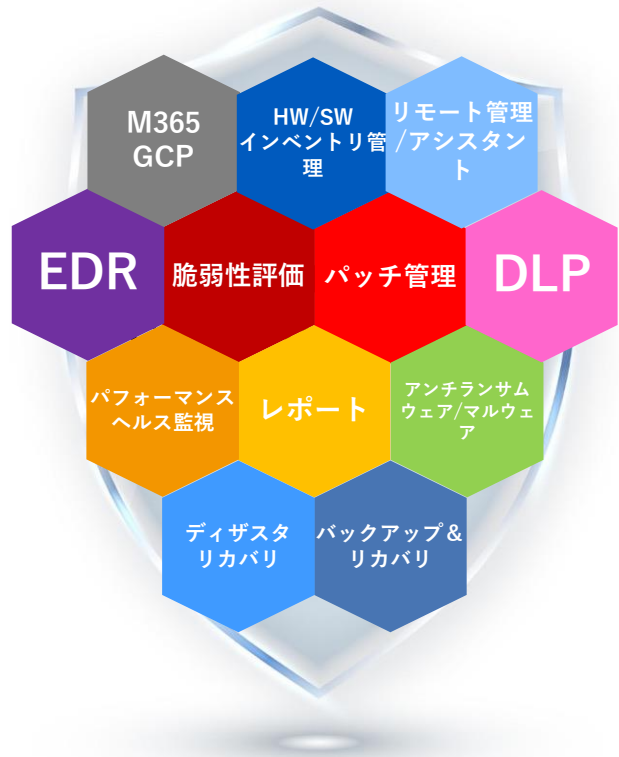 M365
GCP
HW/SW
インベントリ管
理
リモート管理
/アシスタン
ト
EDR
脆弱性評価
パッチ管理
DLP
パフォーマンス
ヘルス監視
レポート
アンチランサム
ウェア/マルウェ
ア
ディザスタ
リカバリ
バックアップ＆
リカバリ